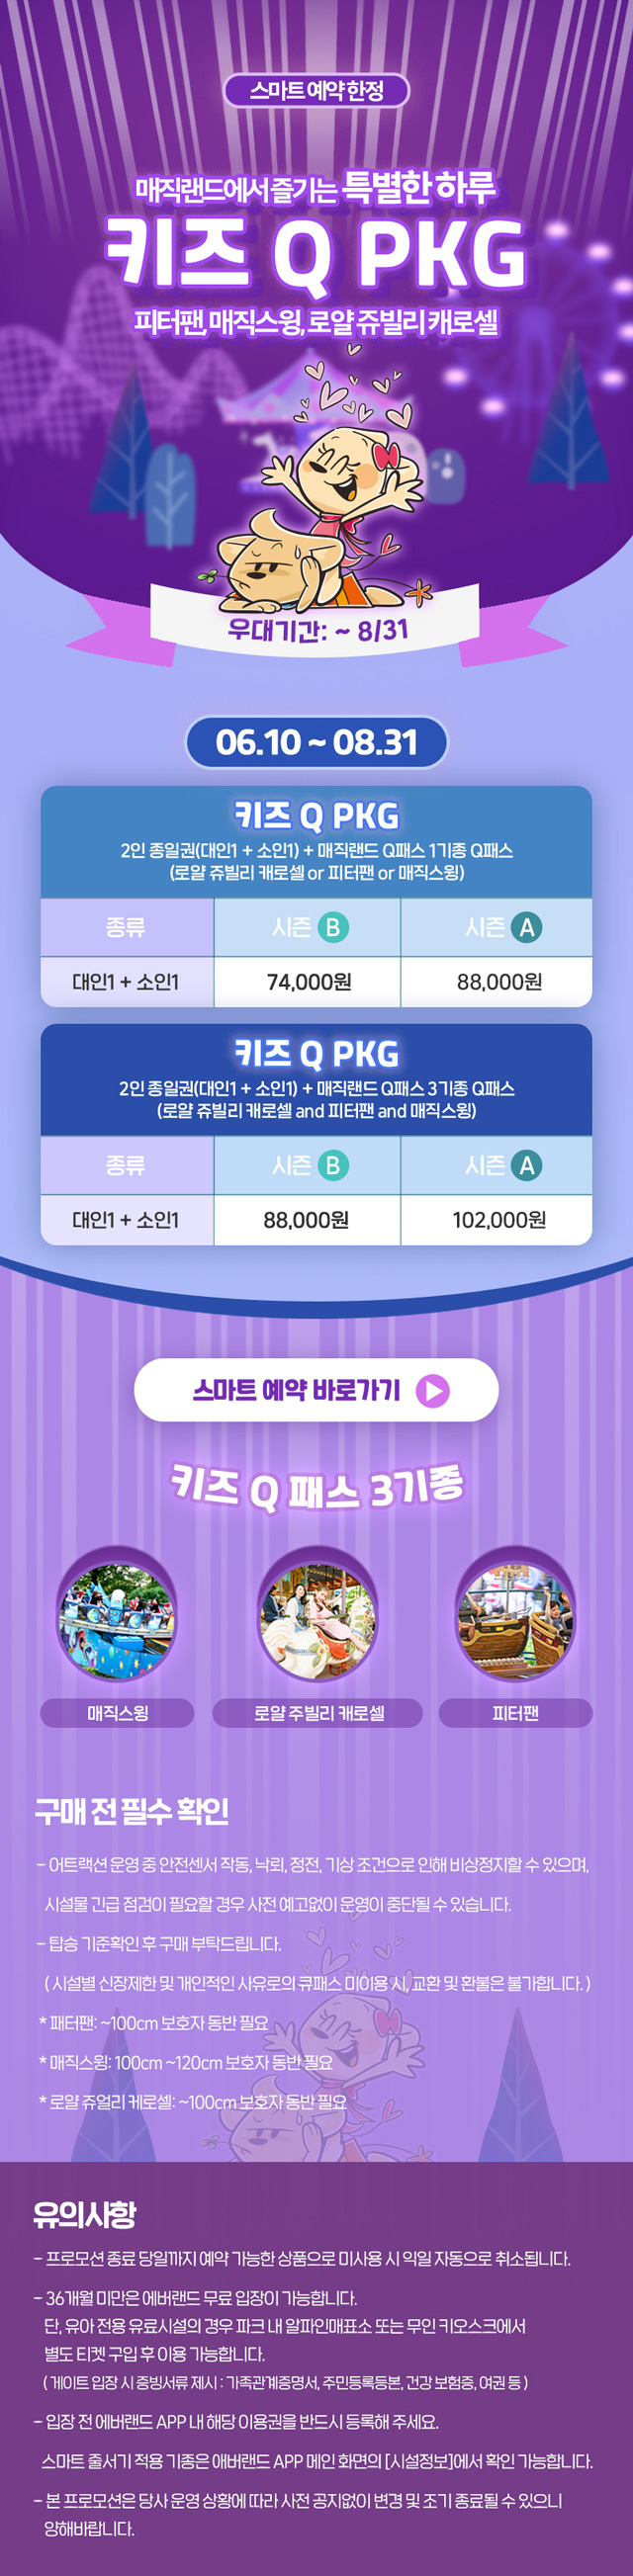 스마트 예약 한정
매직랜드에서 즐기는 특별한 하루
키즈 Q PKG
피터팬, 매직스윙, 로얄 쥬빌리 캐로셀
우대기간: ~ 8/31
06.10 ~ 08.31
키즈 Q PKG
2인 종일권(대인1 + 소인1) + 매직랜드 Q패스 1기종 Q패스
(로얄 쥬빌리 캐로셀 or 피터팬 or 매직스윙)
종류 시즌 B 시즌 A
대인1 + 소인1 74,000원 88,000원
키즈 Q PKG
2인 종일권(대인1 + 소인1) + 매직랜드 Q패스 3기종 Q패스
(로얄 쥬빌리 캐로셀 and 피터팬 and 매직스윙)
종류 시즌 B 시즌 A
대인1 + 소인1 88,000원 102,000원
스마트 예약 바로가기
키즈 Q 패스 3기종
매직스윙 로얄 주빌리 캐로셀 피터팬
구매 전 필수 확인
- 어트랙션 운영 중 안전센서 작동, 낙뢰, 정전, 기상 조건으로 인해 비상정지할 수 있으며,
시설물 긴급 점검이 필요할 경우 사전 예고없이 운영이 중단될 수 있습니다.
- 탑승 기준확인 후 구매 부탁드립니다.
( 시설별 신장제한 및 개인적인 사유로의 큐패스 미이용 시, 교환 및 환불은 불가합니다. )
* 패터팬: ~100cm 보호자 동반 필요
* 매직스윙: 100cm ~120cm 보호자 동반 필요
* 로얄 쥬얼리 케로셀: ~100cm 보호자 동반 필요
유의사항
- 프로모션 종료 당일까지 예약 가능한 상품으로 미사용 시 익일 자동으로 취소됩니다.
- 36개월 미만은 에버랜드 무료 입장이 가능합니다.
단, 유아 전용 유료시설의 경우 파크 내 알파인매표소 또는 무인 키오스크에서
별도 티켓 구입 후 이용 가능합니다.
( 게이트 입장 시 증빙서류 제시 : 가족관계증명서, 주민등록등본, 건강 보험증, 여권 등 )
- 입장 전 에버랜드 APP 내 해당 이용권을 반드시 등록해 주세요.
스마트 줄서기 적용 기종은 애버랜드 APP 메인 화면의 [시설정보]에서 확인 가능합니다.
- 본 프로모션은 당사 운영 상황에 따라 사전 공지없이 변경 및 조기 종료될 수 있으니
양해바랍니다.